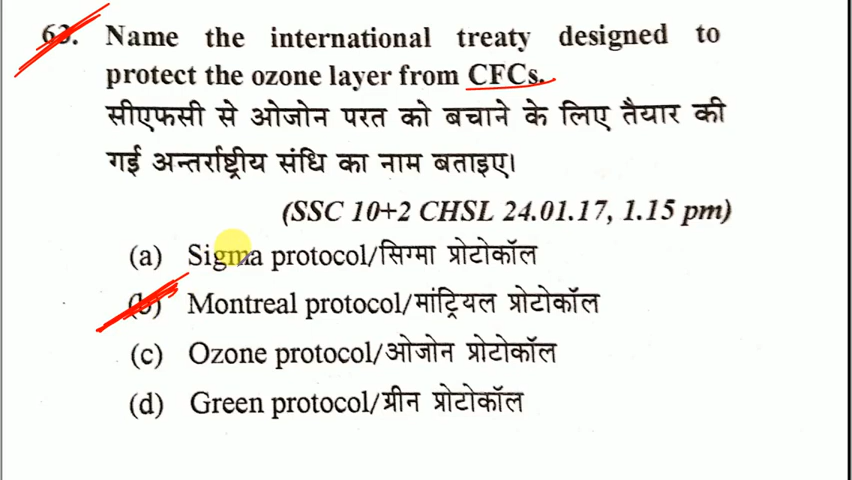 63. Name the international treaty designed to
protect the ozone layer from CFCs.
सीएफसी से ओजोन परत को बचाने के लिए तैयार की
गई अन्तर्राष्ट्रीय संधि का नाम बताइए।
(SSC 10+2 CHSL 24.01.17, 1.15 pm)
(a) Sigma protocol/सिग्मा प्रोटोकॉल
(b) Montreal protocol/मांट्रियल प्रोटोकॉल
(c) Ozone protocol/ओजोन प्रोटोकॉल
(d) Green protocol/ग्रीन प्रोटोकॉल